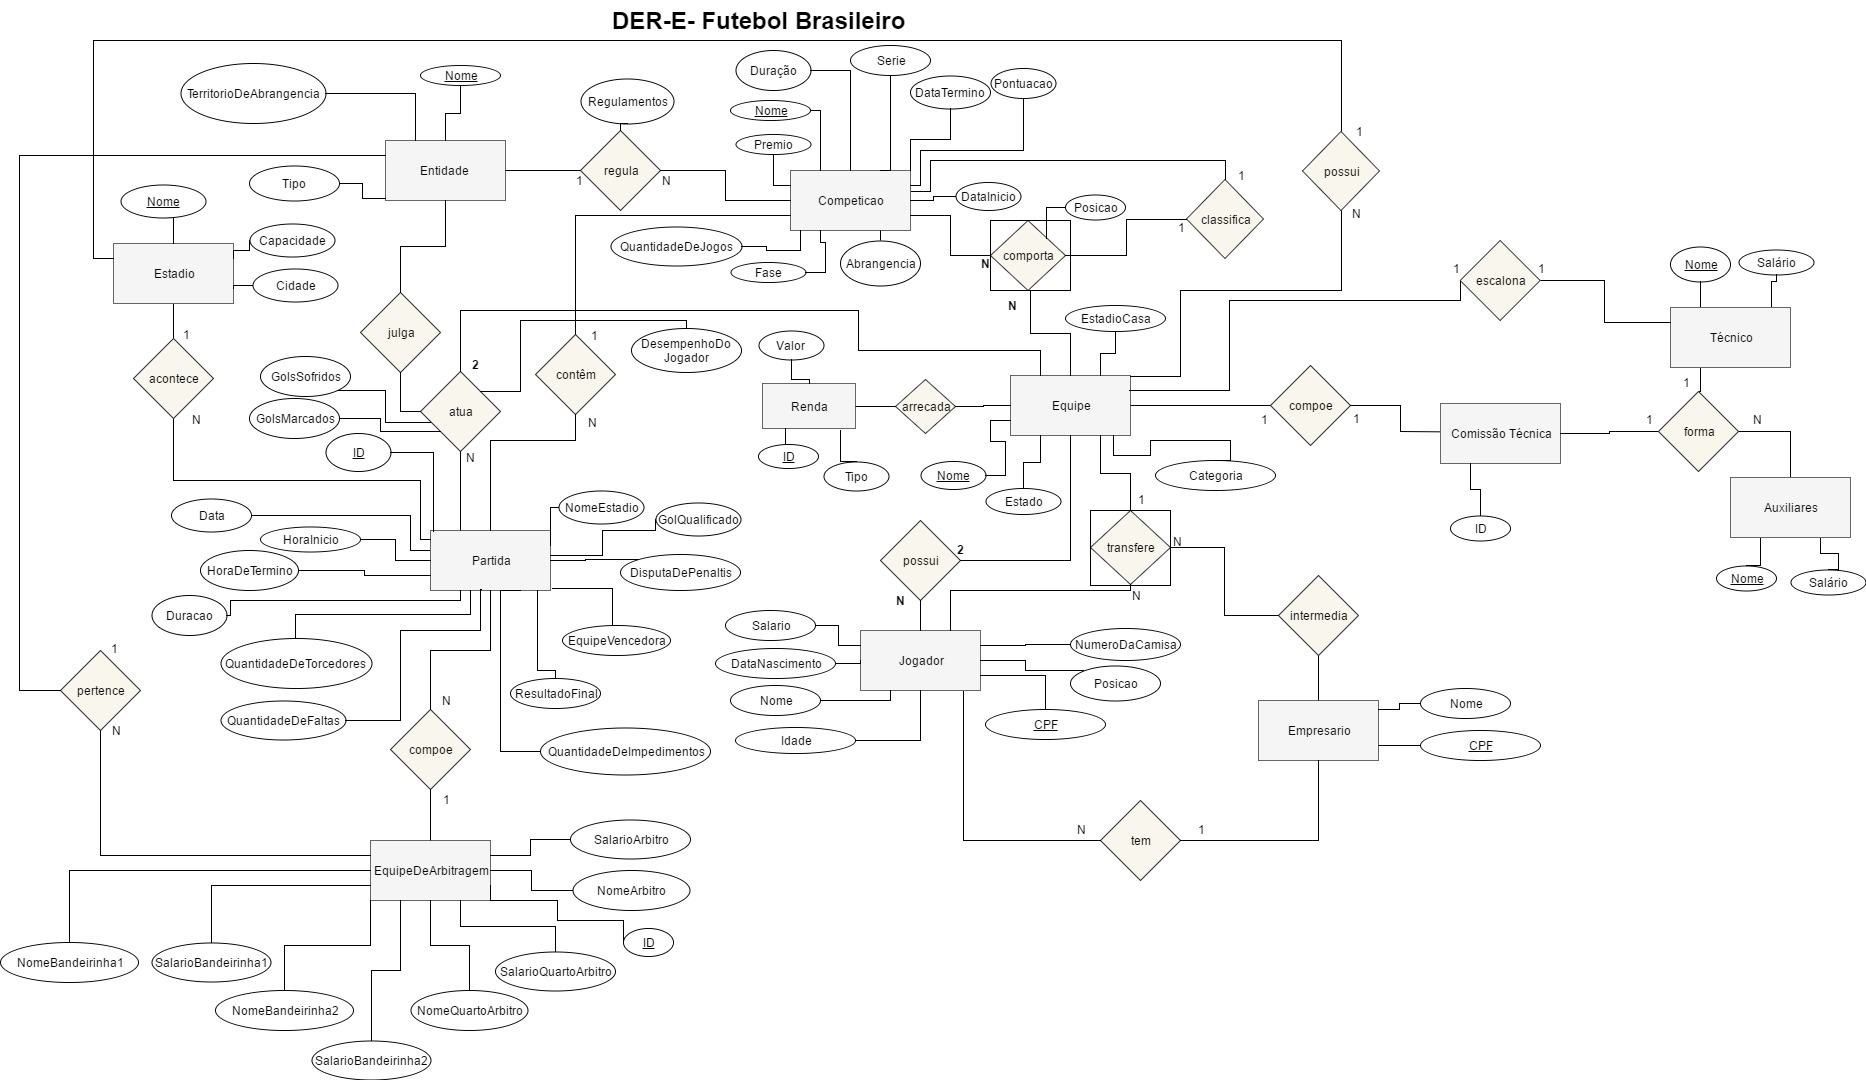 DER-E- Futebol Brasileiro
TerritorioDeAbrangencia
Nome
Tipo
Entidade
Regulamentos
1
regula
N
Duração
Serie
Nome
DataTermino
Pontuacao
Premio
Competicao
DataInicio
QuantidadeDeJogos
Fase
Abrangencia
1
classifica
1
Posicao
comporta
N
N
1
possui
N
Nome
Capacidade
Estadio
Cidade
1
acontece
N
julga
2
atua
N
GolsSofridos
GolsMarcados
DesempenhoDo
Jogador
1
contêm
N
Valor
Renda
ID
Tipo
arrecada
EstadioCasa
Equipe
Nome
Estado
Categoria
1
escalona
1
Nome
Salário
Técnico
1
compoe
1
Comissão Técnica
ID
1
1
forma
N
Auxiliares
Nome
Salário
ID
Data
HoraInicio
HoraDeTermino
Duracao
Partida
NomeEstadio
GolQualificado
DisputaDePenaltis
EquipeVencedora
ResultadoFinal
QuantidadeDeTorcedores
QuantidadeDeFaltas
QuantidadeDeImpedimentos
possui
2
N
1
transfere
N
N
intermedia
Salario
DataNascimento
Nome
Idade
Jogador
NumeroDaCamisa
Posicao
CPF
Empresario
Nome
CPF
N
tem
1
1
pertence
N
N
compoe
1
EquipeDeArbitragem
SalarioArbitro
NomeArbitro
ID
SalarioQuartoArbitro
NomeBandeirinha1
SalarioBandeirinha1
NomeBandeirinha2
NomeQuartoArbitro
SalarioBandeirinha2